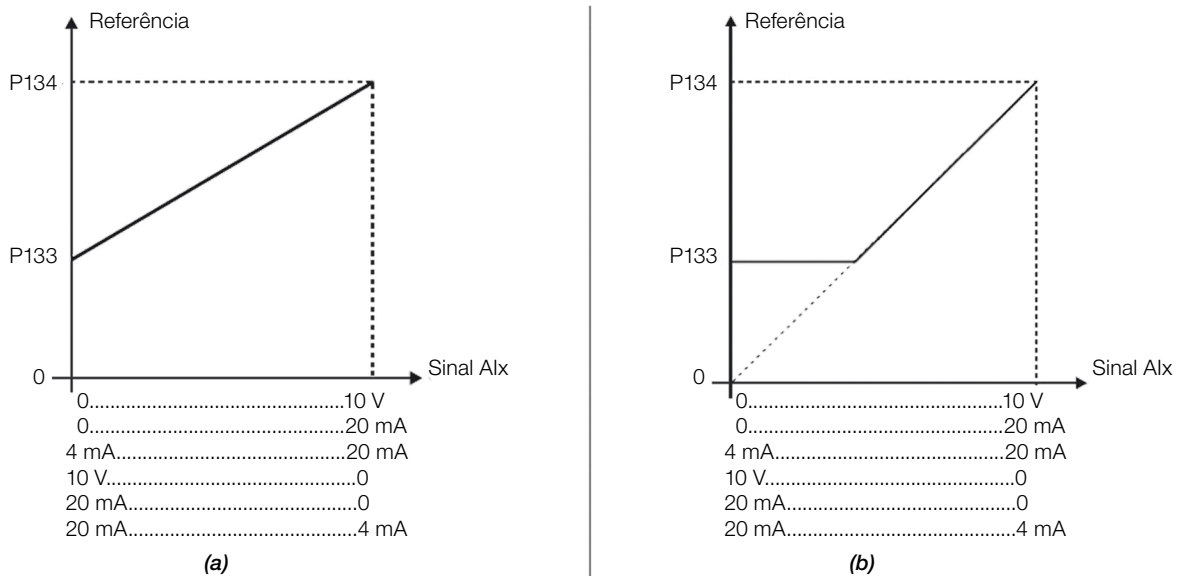 Referência
P134
P133
0
Sinal AIx
0................................................10 V
0................................................20 mA
4 mA...........................................20 mA
10 V...............................................0
20 mA...........................................0
20 mA...........................................4 mA
(a)
Referência
P134
P133
0
Sinal AIx
0................................................10 V
0................................................20 mA
4 mA...........................................20 mA
10 V...............................................0
20 mA...........................................0
20 mA...........................................4 mA
(b)